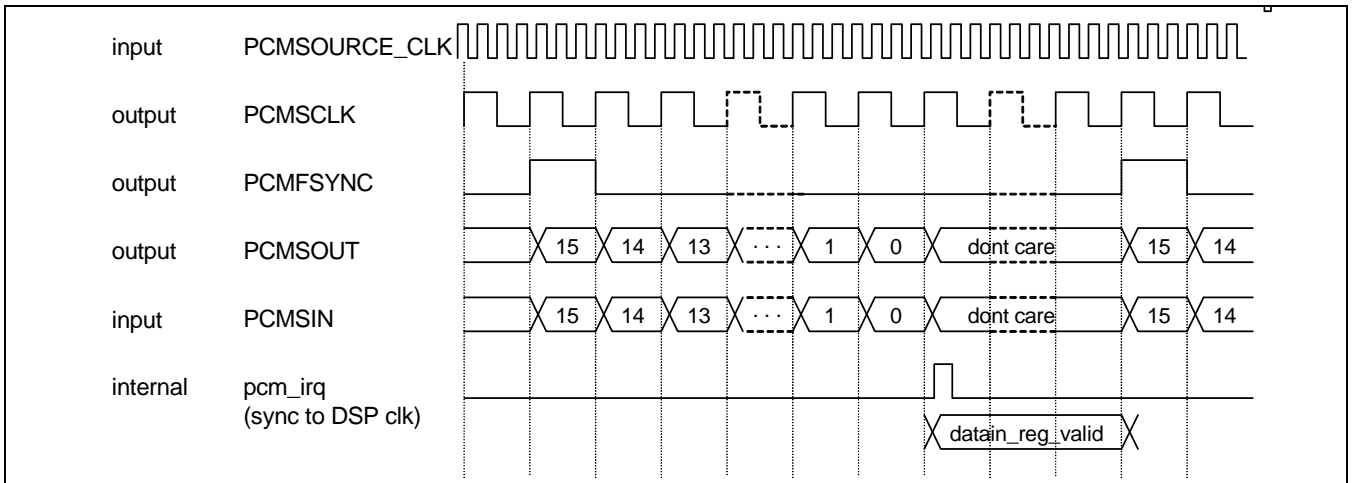 input PCMSOURCE_CLK
output PCMSCLK
output PCMFSYNC
output PCMSOUT 15 14 13 · · · 1 0 dont care 15 14
input PCMSIN 15 14 13 · · · 1 0 dont care 15 14
internal pcm_irq
(sync to DSP clk)
datain_reg_valid